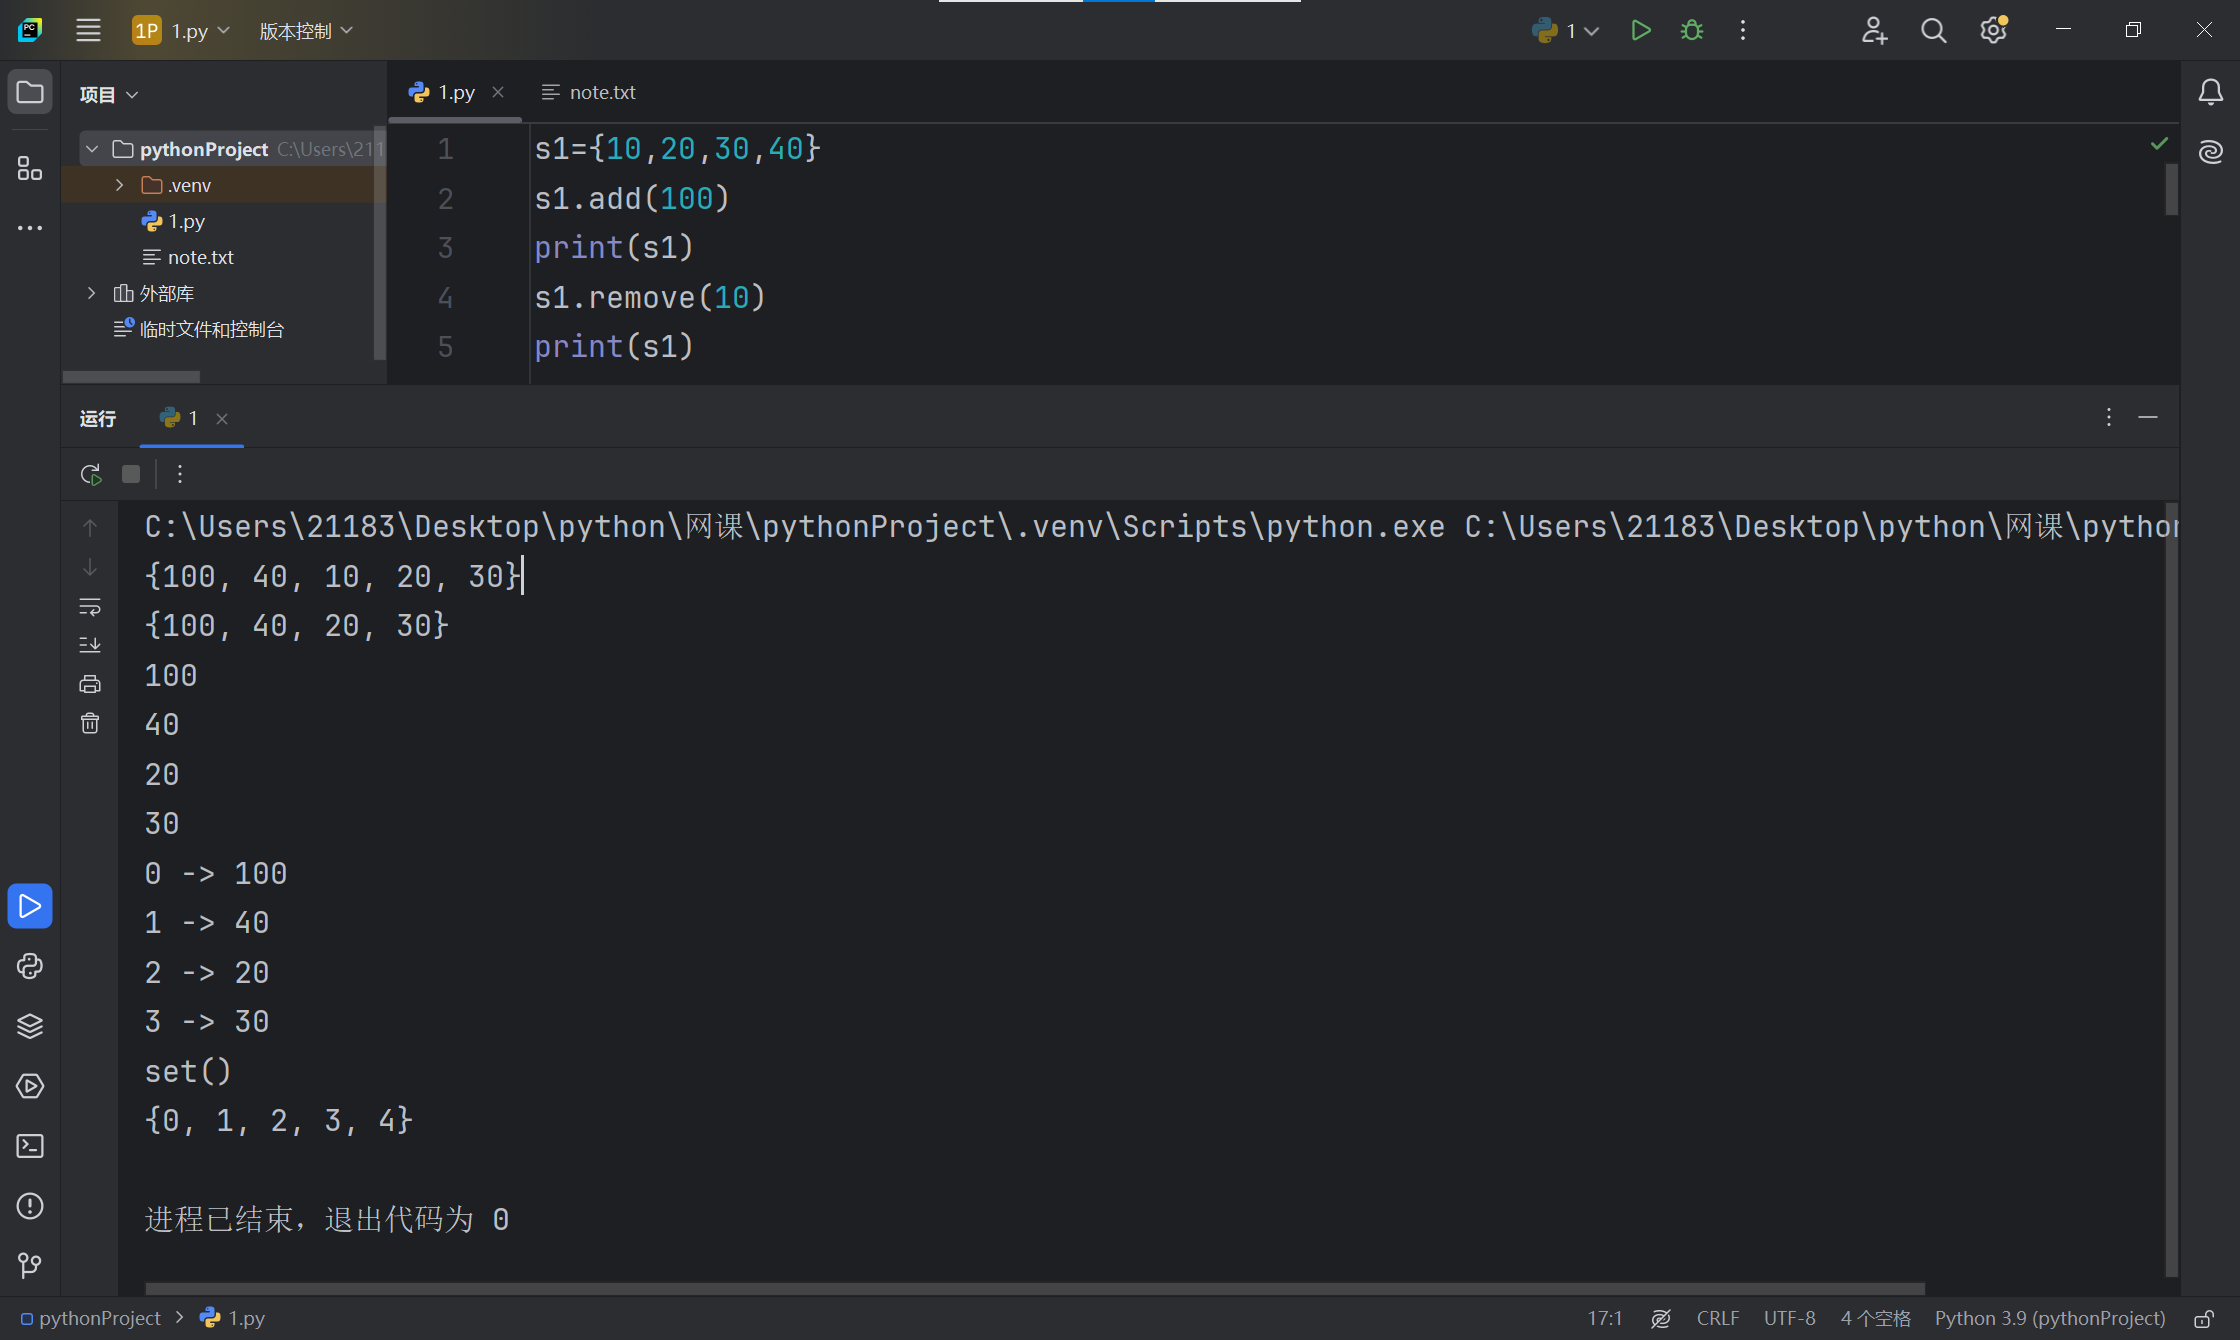 1P 1.py 版本控制 1
项目
pythonProject C:\Users\211
.venv
1.py
note.txt
外部库
临时文件和控制台
1.py note.txt
1 s1={10,20,30,40}
2 s1.add(100)
3 print(s1)
4 s1.remove(10)
5 print(s1)
运行 1
C:\Users\21183\Desktop\python\网课\pythonProject\.venv\Scripts\python.exe C:\Users\21183\Desktop\python\网课\python
{100, 40, 10, 20, 30}
{100, 40, 20, 30}
100
40
20
30
0 -> 100
1 -> 40
2 -> 20
3 -> 30
set()
{0, 1, 2, 3, 4}
进程已结束，退出代码为 0
pythonProject > 1.py 17:1 CRLF UTF-8 4 个空格 Python 3.9 (pythonProject)